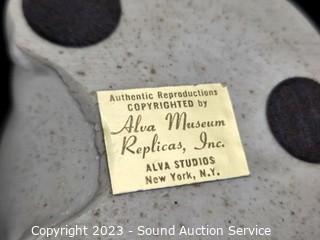 Authentic Reproductions
COPYRIGHTED by
Alva Museum
Replicas, Inc.
ALVA STUDIOS
New York, N.Y.
Copyright 2023 - Sound Auction Service